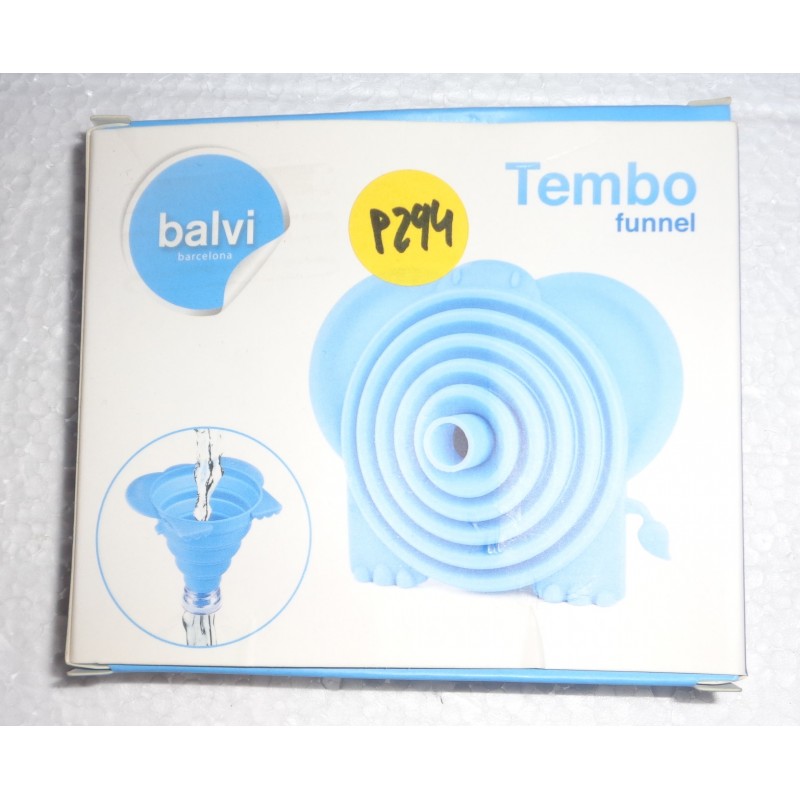 balvi
barcelona
P294
Tembo
funnel